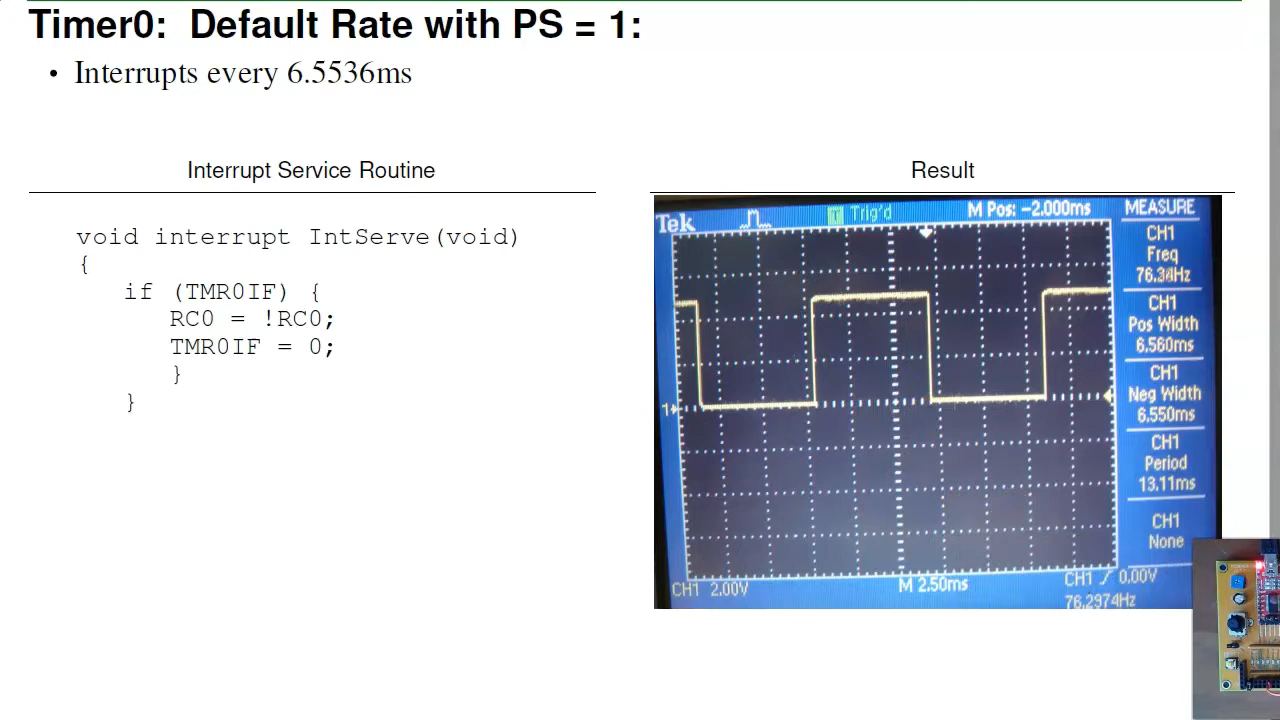 Timer0: Default Rate with PS = 1:
• Interrupts every 6.5536ms
Interrupt Service Routine
void interrupt IntServe(void)
{
if (TMR0IF) {
RC0 = !RC0;
TMR0IF = 0;
}
}
Result
Tek
T Trig'd
M Pos: -2.000ms
MEASURE
CH1
Freq
76.34Hz
CH1
Pos Width
6.560ms
CH1
Neg Width
6.550ms
CH1
Period
13.11ms
CH1
None
1
CH1 2.00V
M 2.50ms
CH1 / 0.00V
76.2974Hz